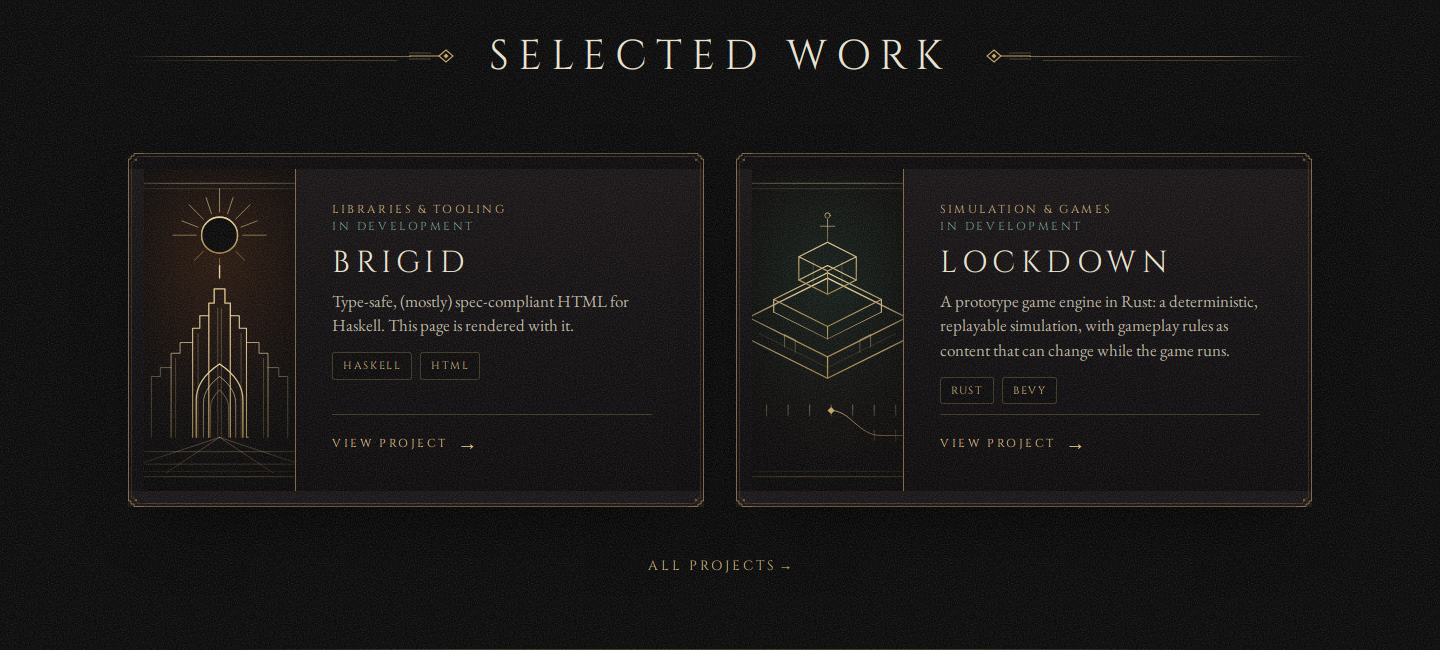 SELECTED WORK
LIBRARIES & TOOLING
IN DEVELOPMENT
BRIGID
Type-safe, (mostly) spec-compliant HTML for
Haskell. This page is rendered with it.
HASKELL HTML
VIEW PROJECT →
SIMULATION & GAMES
IN DEVELOPMENT
LOCKDOWN
A prototype game engine in Rust: a deterministic,
replayable simulation, with gameplay rules as
content that can change while the game runs.
RUST BEVY
VIEW PROJECT →
ALL PROJECTS →